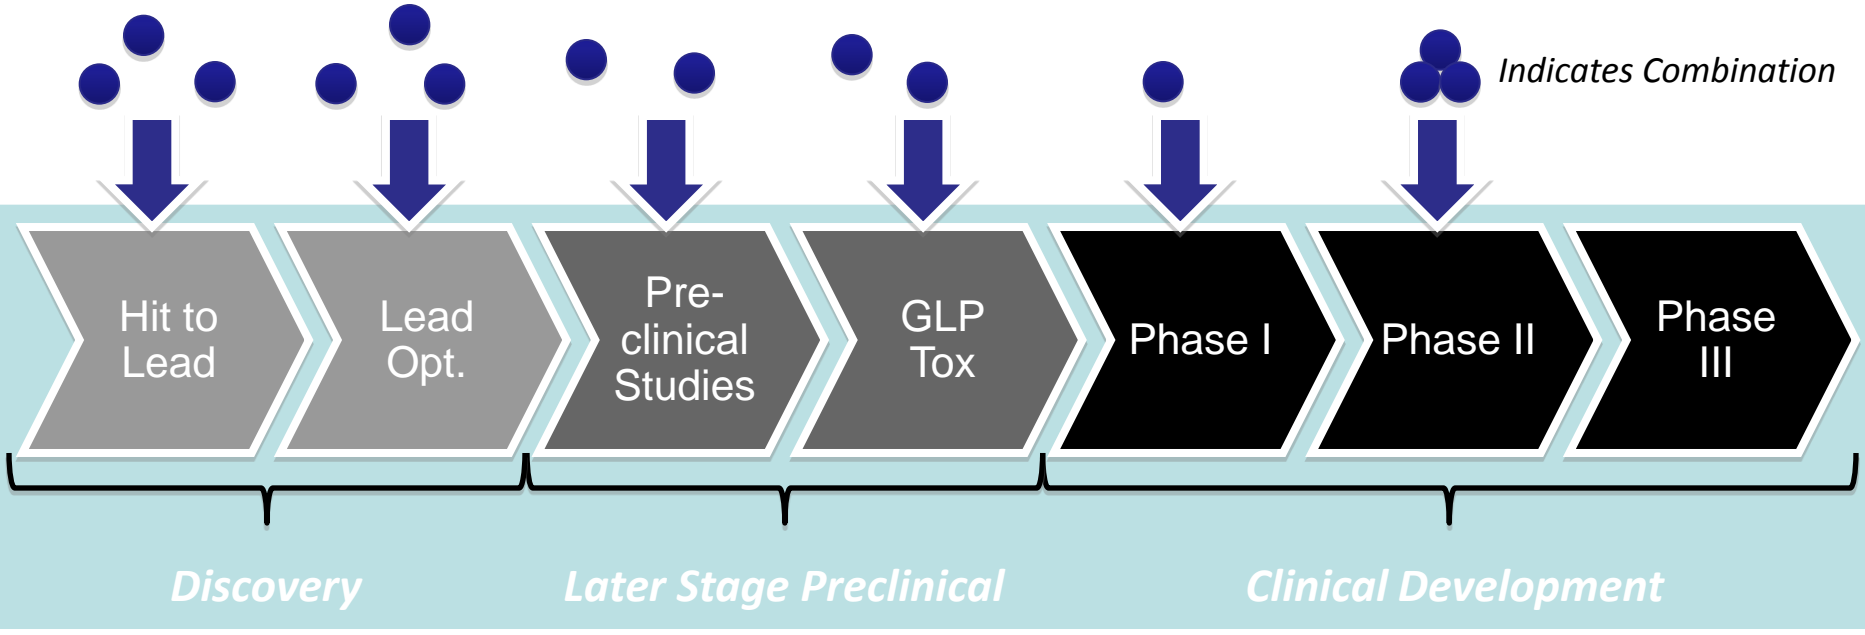 Indicates Combination
Hit to
Lead
Lead
Opt.
Pre-
clinical
Studies
GLP
Tox
Phase I
Phase II
Phase
III
Discovery
Later Stage Preclinical
Clinical Development